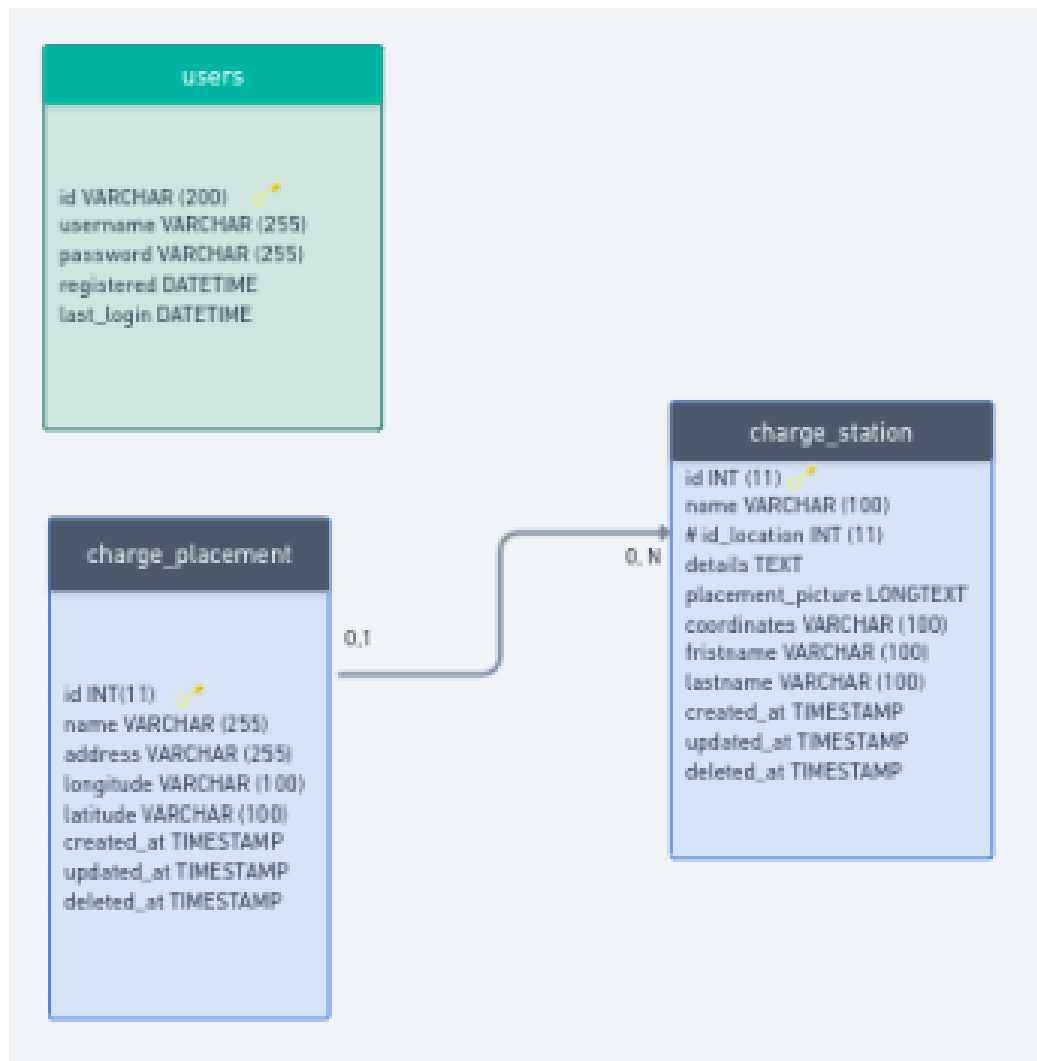 users
id VARCHAR (200)
username VARCHAR (255)
password VARCHAR (255)
registered DATETIME
last_login DATETIME
charge_placement
id INT(11)
name VARCHAR (255)
address VARCHAR (255)
longitude VARCHAR (100)
latitude VARCHAR (100)
created_at TIMESTAMP
updated_at TIMESTAMP
deleted_at TIMESTAMP
0,1
0, N
charge_station
id INT (11)
name VARCHAR (100)
# id_location INT (11)
details TEXT
placement_picture LONGTEXT
coordinates VARCHAR (100)
fristname VARCHAR (100)
lastname VARCHAR (100)
created_at TIMESTAMP
updated_at TIMESTAMP
deleted_at TIMESTAMP